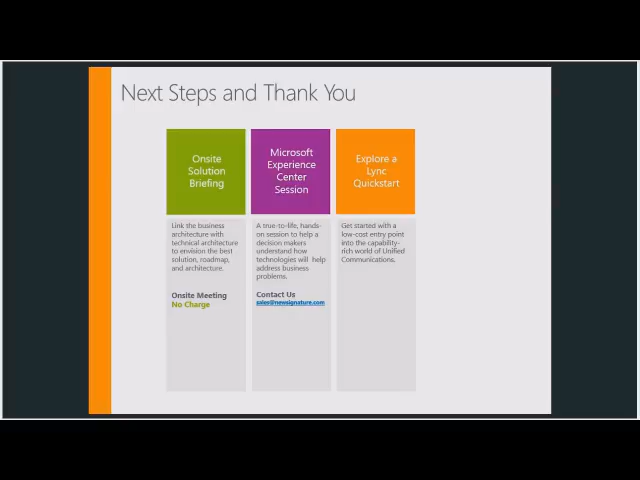 Next Steps and Thank You
Onsite
Solution
Briefing
Link the business
architecture with
technical architecture
to envision the best
solution, roadmap,
and architecture.
Onsite Meeting
No Charge
Microsoft
Experience
Center
Session
A true-to-life, hands-
on session to help a
decision makers
understand how
technologies will help
address business
problems.
Contact Us
sales@newsignature.com
Explore a
Lync
Quickstart
Get started with a
low-cost entry point
into the capability-
rich world of Unified
Communications.